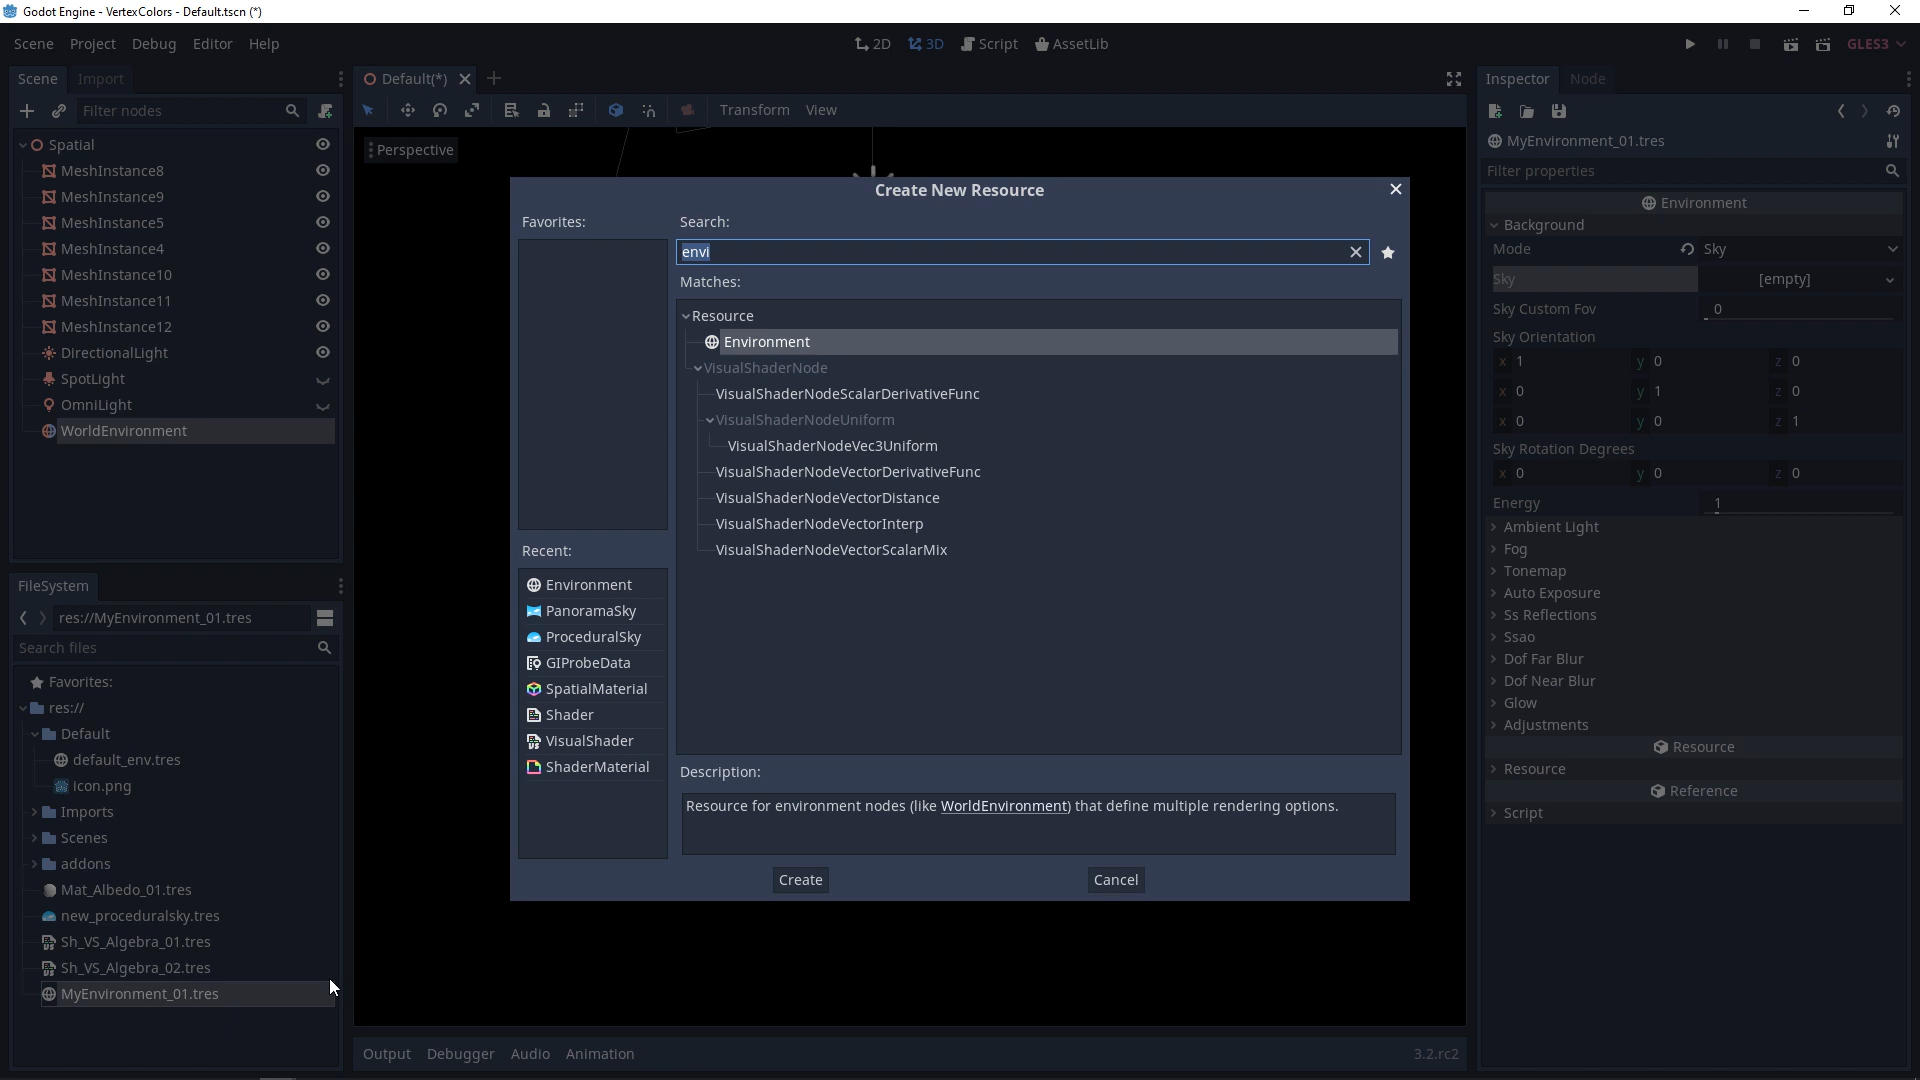 Godot Engine - VertexColors - Default.tscn (*)
Scene Project Debug Editor Help
2D 3D Script AssetLib
GLES3
Scene Import
Filter nodes
Spatial
MeshInstance8
MeshInstance9
MeshInstance5
MeshInstance4
MeshInstance10
MeshInstance11
MeshInstance12
DirectionalLight
SpotLight
OmniLight
WorldEnvironment
FileSystem
res://MyEnvironment_01.tres
Search files
Favorites:
res://
Default
default_env.tres
icon.png
Imports
Scenes
addons
Mat_Albedo_01.tres
new_proceduralsky.tres
Sh_VS_Algebra_01.tres
Sh_VS_Algebra_02.tres
MyEnvironment_01.tres
Default(*)
Transform View
Perspective
Create New Resource
Favorites:
Search:
envi
Matches:
Resource
Environment
VisualShaderNode
VisualShaderNodeScalarDerivativeFunc
VisualShaderNodeUniform
VisualShaderNodeVec3Uniform
VisualShaderNodeVectorDerivativeFunc
VisualShaderNodeVectorDistance
VisualShaderNodeVectorInterp
VisualShaderNodeVectorScalarMix
Recent:
Environment
PanoramaSky
ProceduralSky
GIProbeData
SpatialMaterial
Shader
VisualShader
ShaderMaterial
Description:
Resource for environment nodes (like WorldEnvironment) that define multiple rendering options.
Create Cancel
Output Debugger Audio Animation
3.2.rc2
Inspector Node
MyEnvironment_01.tres
Filter properties
Environment
Background
Mode Sky
Sky [empty]
Sky Custom Fov 0
Sky Orientation
x 1 y 0 z 0
x 0 y 1 z 0
x 0 y 0 z 1
Sky Rotation Degrees
x 0 y 0 z 0
Energy 1
Ambient Light
Fog
Tonemap
Auto Exposure
Ss Reflections
Ssao
Dof Far Blur
Dof Near Blur
Glow
Adjustments
Resource
Resource
Reference
Script